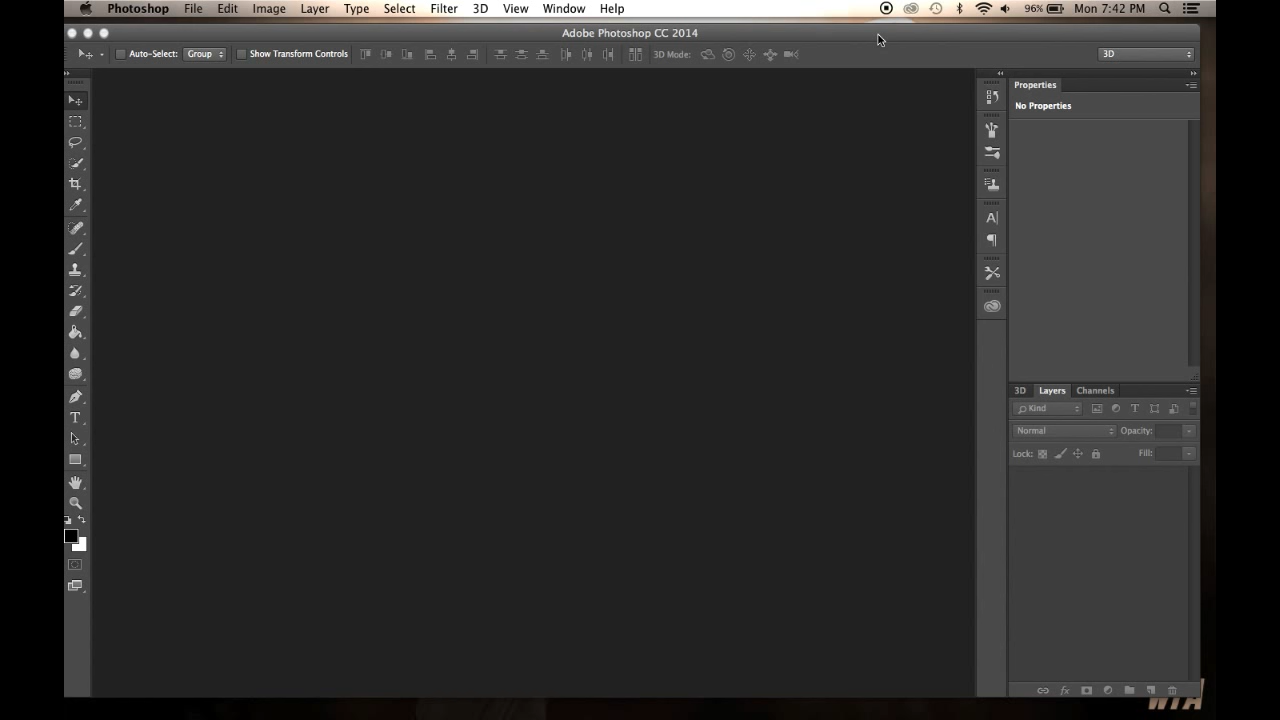 Photoshop File Edit Image Layer Type Select Filter 3D View Window Help 96% Mon 7:42 PM
Adobe Photoshop CC 2014
Auto-Select: Group Show Transform Controls 3D Mode: 3D
Properties
No Properties
3D Layers Channels
Kind
Normal Opacity:
Lock: Fill: